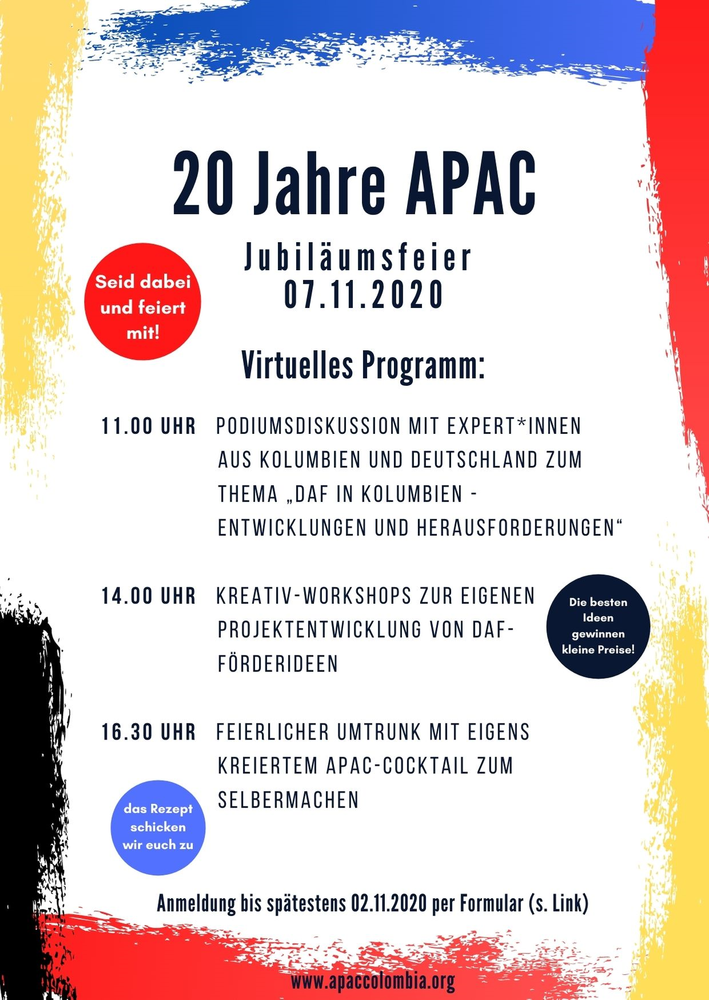 20 Jahre APAC
Jubiläumsfeier
07.11.2020
Seid dabei
und feiert
mit!
Virtuelles Programm:
11.00 UHR PODIUMSDISKUSSION MIT EXPERT*INNEN
AUS KOLUMBIEN UND DEUTSCHLAND ZUM
THEMA „DAF IN KOLUMBIEN -
ENTWICKLUNGEN UND HERAUSFORDERUNGEN“
14.00 UHR KREATIV-WORKSHOPS ZUR EIGENEN
PROJEKTENTWICKLUNG VON DAF-
FÖRDERIDEEN
Die besten
Ideen
gewinnen
kleine Preise!
16.30 UHR FEIERLICHER UMTRUNK MIT EIGENS
KREIERTEM APAC-COCKTAIL ZUM
SELBERMACHEN
das Rezept
schicken
wir euch zu
Anmeldung bis spätestens 02.11.2020 per Formular (s. Link)
www.apaccolombia.org